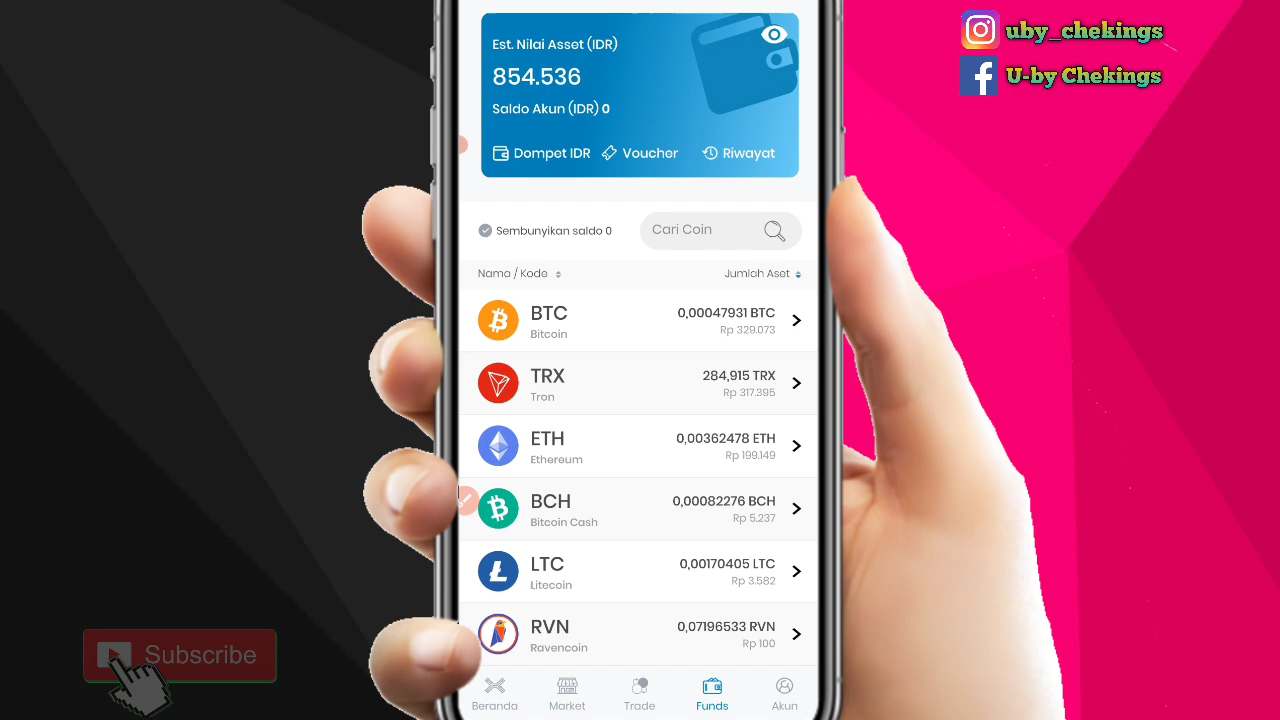 uby_chekings
U-by Chekings
Est. Nilai Asset (IDR)
854.536
Saldo Akun (IDR) 0
Dompet IDR Voucher Riwayat
Sembunyikan saldo 0 Cari Coin
Nama / Kode Jumlah Aset
BTC 0,00047931 BTC
Bitcoin Rp 329.073
TRX 284,915 TRX
Tron Rp 317.395
ETH 0,00362478 ETH
Ethereum Rp 199.149
BCH 0,00082276 BCH
Bitcoin Cash Rp 5.237
LTC 0,00170405 LTC
Litecoin Rp 3.582
RVN 0,07196533 RVN
Ravencoin Rp 100
Beranda Market Trade Funds Akun
Subscribe